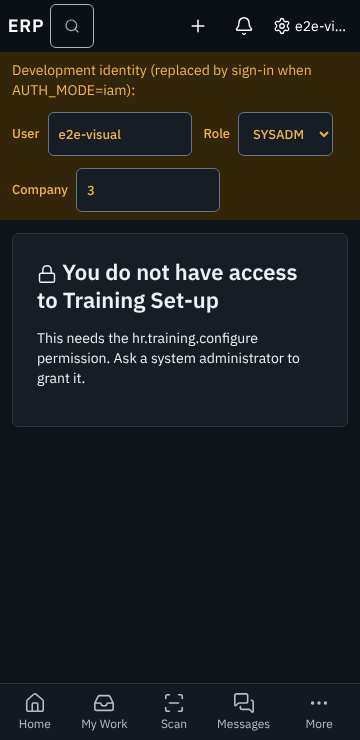 ERP
e2e-vi...
Development identity (replaced by sign-in when
AUTH_MODE=iam):
User e2e-visual Role SYSADM
Company 3
You do not have access
to Training Set-up
This needs the hr.training.configure
permission. Ask a system administrator to
grant it.
Home My Work Scan Messages More